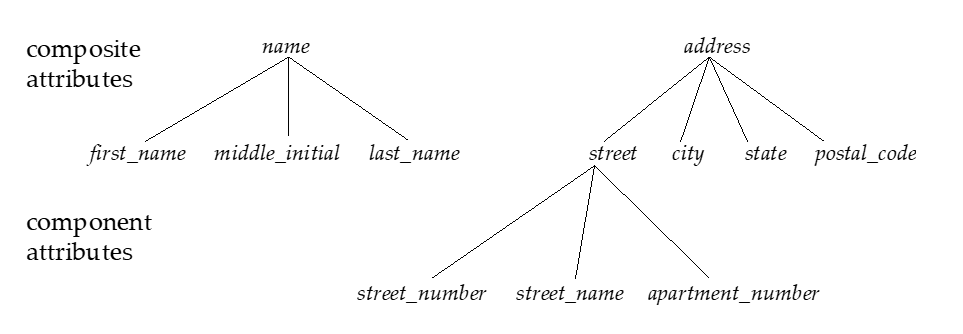 composite
attributes
name
address
first_name
middle_initial
last_name
street
city
state
postal_code
component
attributes
street_number
street_name
apartment_number